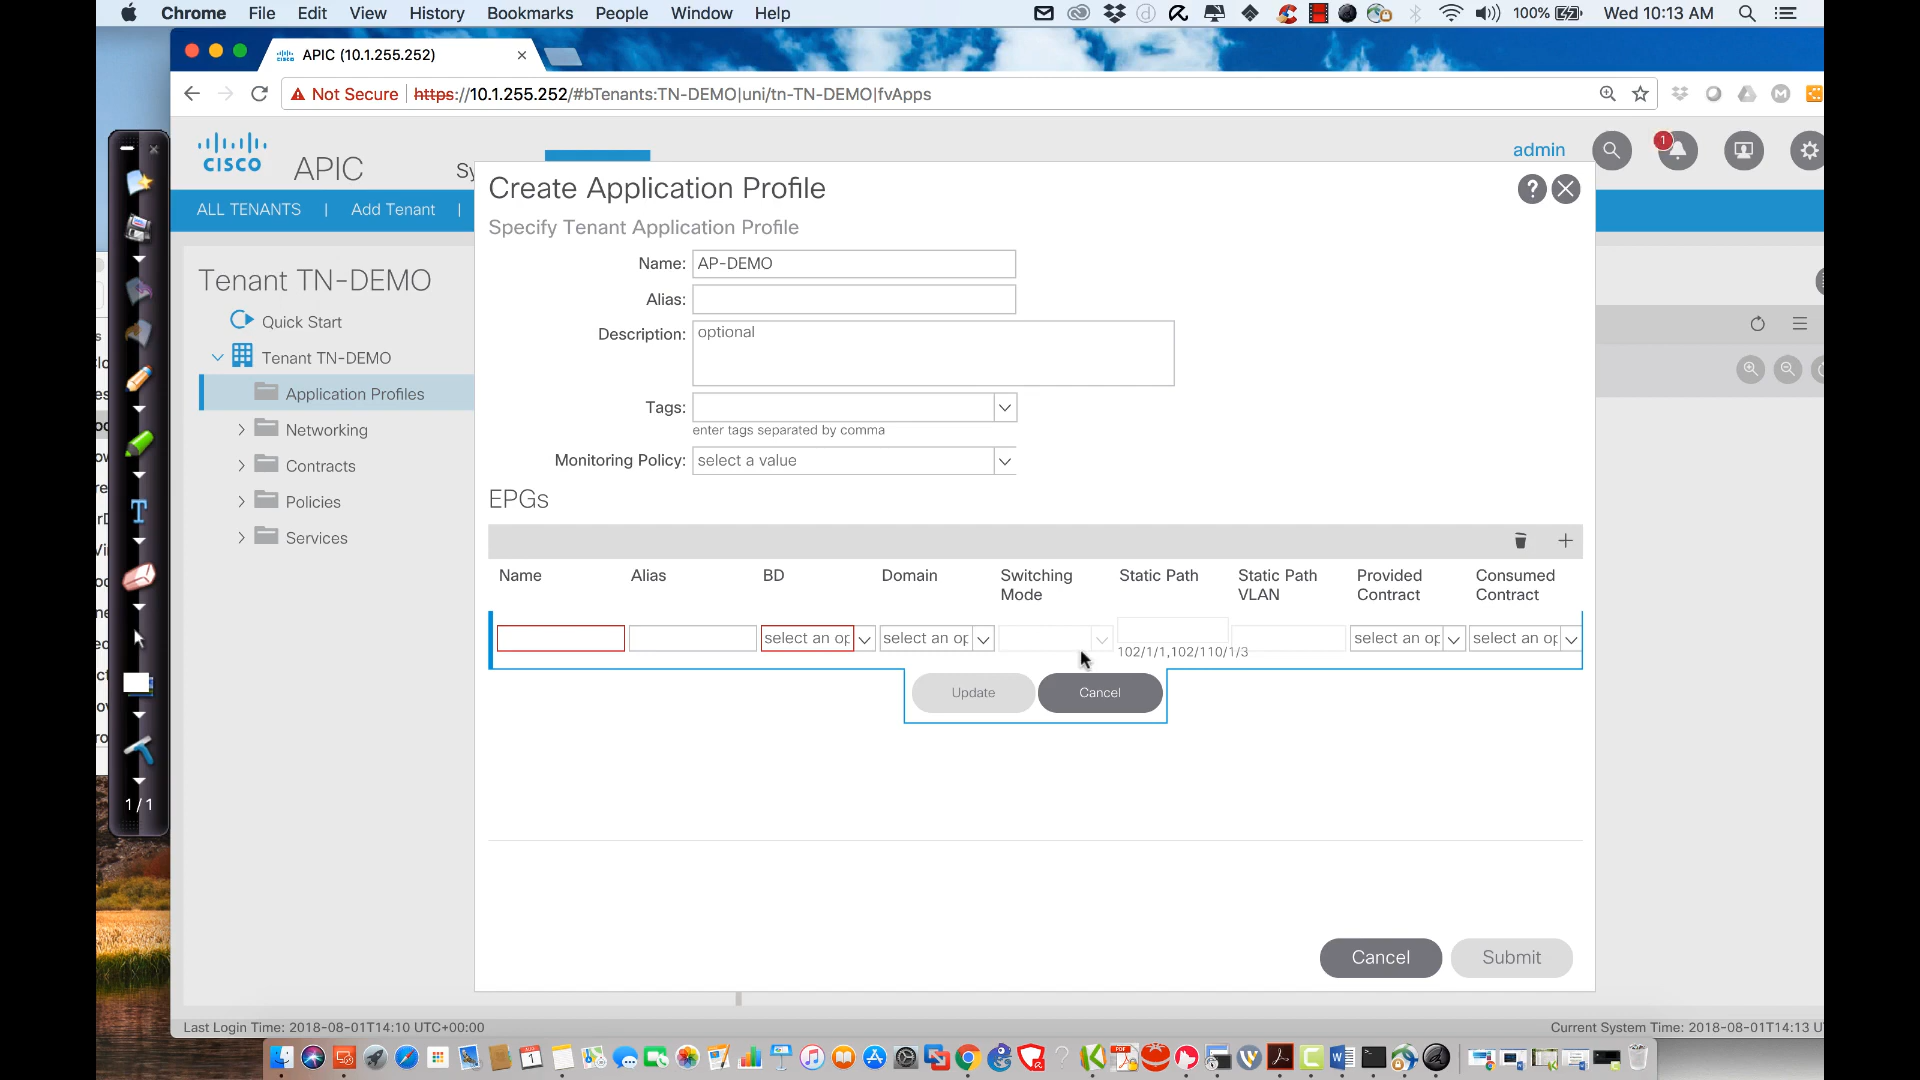 Chrome File Edit View History Bookmarks People Window Help 100% Wed 10:13 AM
APIC (10.1.255.252)
Not Secure https://10.1.255.252/#bTenants:TN-DEMO|uni/tn-TN-DEMO|fvApps
CISCO APIC Sy admin 1
ALL TENANTS | Add Tenant |
Create Application Profile
Specify Tenant Application Profile
Name: AP-DEMO
Alias:
Description: optional
Tags:
enter tags separated by comma
Monitoring Policy: select a value
EPGs
Name Alias BD Domain Switching Mode Static Path Static Path VLAN Provided Contract Consumed Contract
select an op select an op select an op select an op
102/1/1,102/110/1/3
Update Cancel
Cancel Submit
Tenant TN-DEMO
Quick Start
Tenant TN-DEMO
Application Profiles
Networking
Contracts
Policies
Services
1/1
Last Login Time: 2018-08-01T14:10 UTC+00:00
Current System Time: 2018-08-01T14:13 U